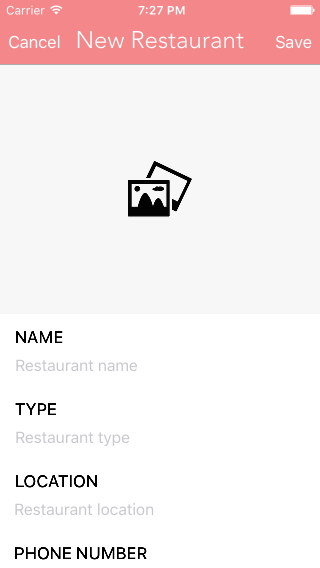 Carrier 7:27 PM
Cancel New Restaurant Save
NAME
Restaurant name
TYPE
Restaurant type
LOCATION
Restaurant location
PHONE NUMBER